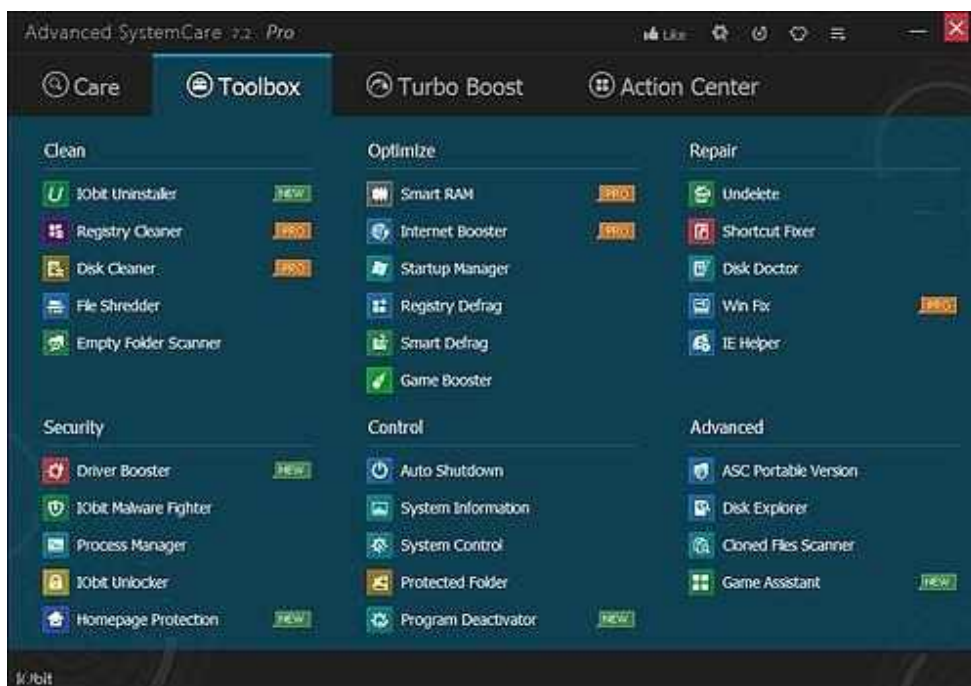 Advanced SystemCare 7.2 Pro
Like
Care
Toolbox
Turbo Boost
Action Center
Clean
IObit Uninstaller NEW
Registry Cleaner PRO
Disk Cleaner PRO
File Shredder
Empty Folder Scanner
Optimize
Smart RAM PRO
Internet Booster PRO
Startup Manager
Registry Defrag
Smart Defrag
Game Booster
Repair
Undelete
Shortcut Fixer
Disk Doctor
Win Fix PRO
IE Helper
Security
Driver Booster NEW
IObit Malware Fighter
Process Manager
IObit Unlocker
Homepage Protection NEW
Control
Auto Shutdown
System Information
System Control
Protected Folder
Program Deactivator NEW
Advanced
ASC Portable Version
Disk Explorer
Cloned Files Scanner
Game Assistant NEW
IObit